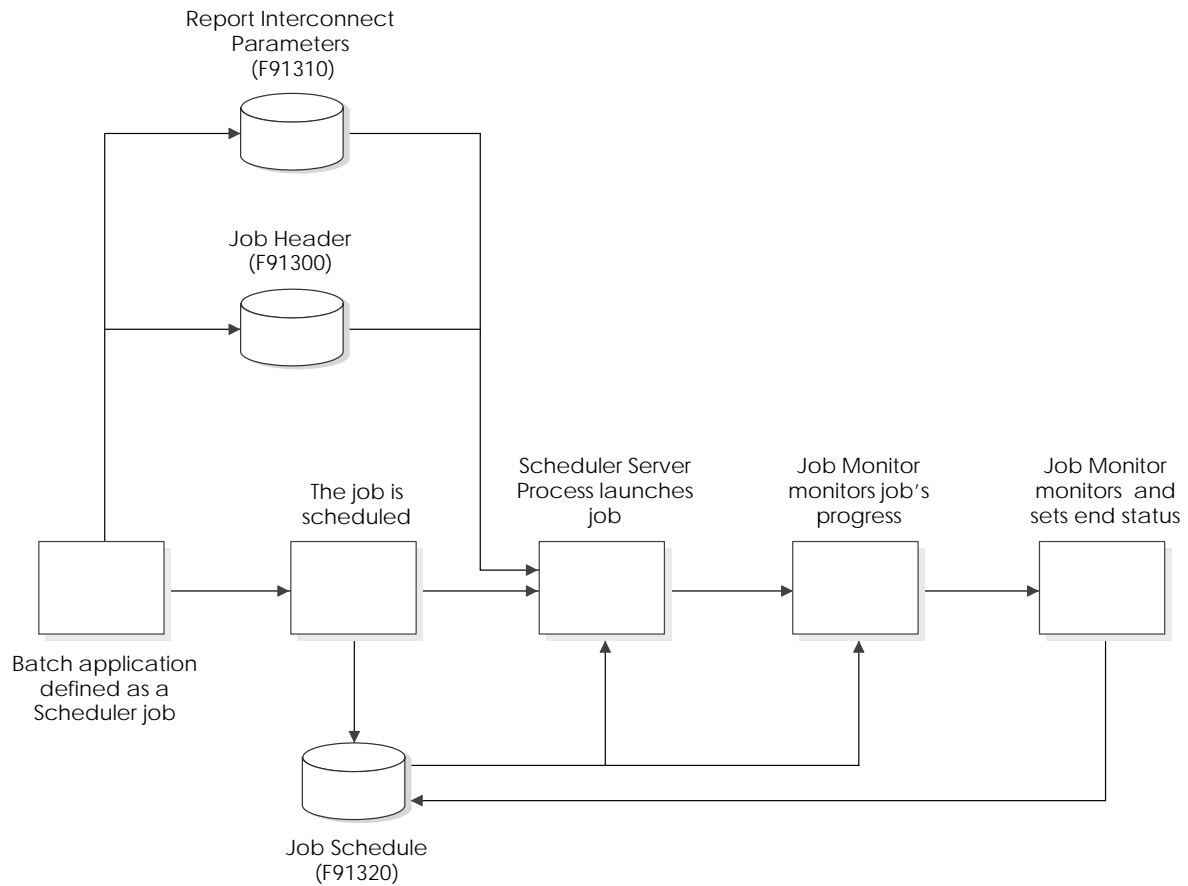 Report Interconnect
Parameters
(F91310)
Job Header
(F91300)
The job is
scheduled
Scheduler Server
Process launches
job
Job Monitor
monitors job's
progress
Job Monitor
monitors and
sets end status
Batch application
defined as a
Scheduler job
Job Schedule
(F91320)